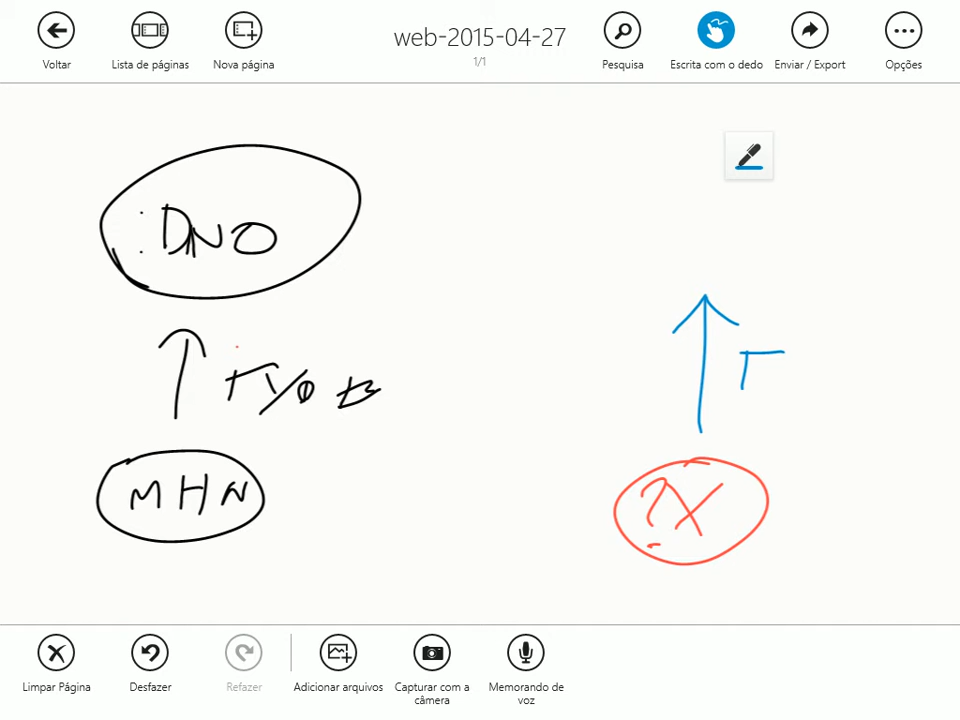 web-2015-04-27
1/1
Voltar
Lista de páginas
Nova página
Pesquisa
Escrita com o dedo
Enviar / Export
Opções
:DNO
MHN
?X
Limpar Página
Desfazer
Refazer
Adicionar arquivos
Capturar com a
câmera
Memorando de
voz